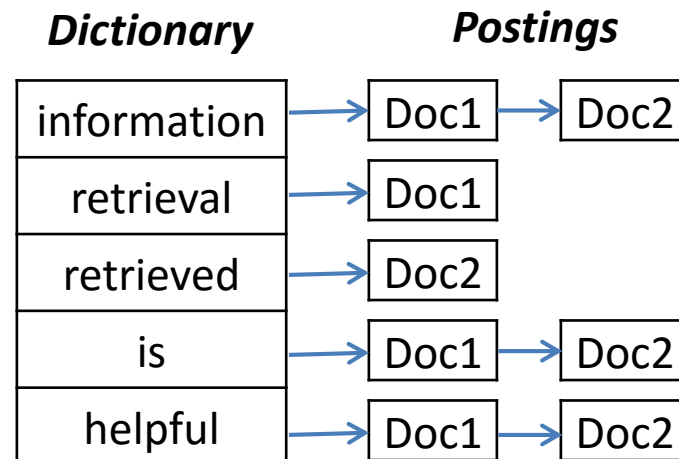 Dictionary Postings
information Doc1 Doc2
retrieval Doc1
retrieved Doc2
is Doc1 Doc2
helpful Doc1 Doc2